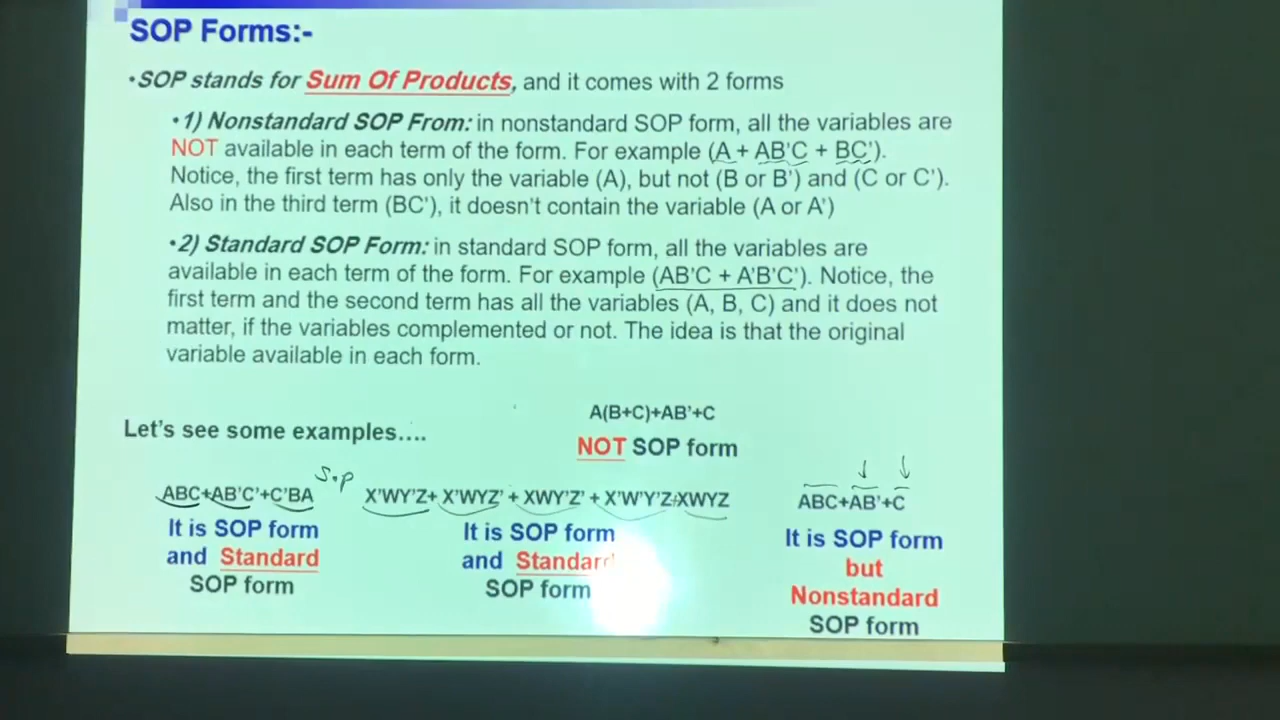 SOP Forms:-
•SOP stands for Sum Of Products, and it comes with 2 forms
•1) Nonstandard SOP From: in nonstandard SOP form, all the variables are
NOT available in each term of the form. For example (A + AB'C + BC').
Notice, the first term has only the variable (A), but not (B or B') and (C or C').
Also in the third term (BC'), it doesn't contain the variable (A or A')
•2) Standard SOP Form: in standard SOP form, all the variables are
available in each term of the form. For example (AB'C + A'B'C'). Notice, the
first term and the second term has all the variables (A, B, C) and it does not
matter, if the variables complemented or not. The idea is that the original
variable available in each form.
A(B+C)+AB'+C
NOT SOP form
Let's see some examples....
SOP
ABC+AB'C'+C'BA
It is SOP form
and Standard
SOP form
X'WY'Z+ X'WYZ' + XWY'Z' + X'W'Y'Z+XWYZ
It is SOP form
and Standard
SOP form
ABC+AB'+C
It is SOP form
but
Nonstandard
SOP form